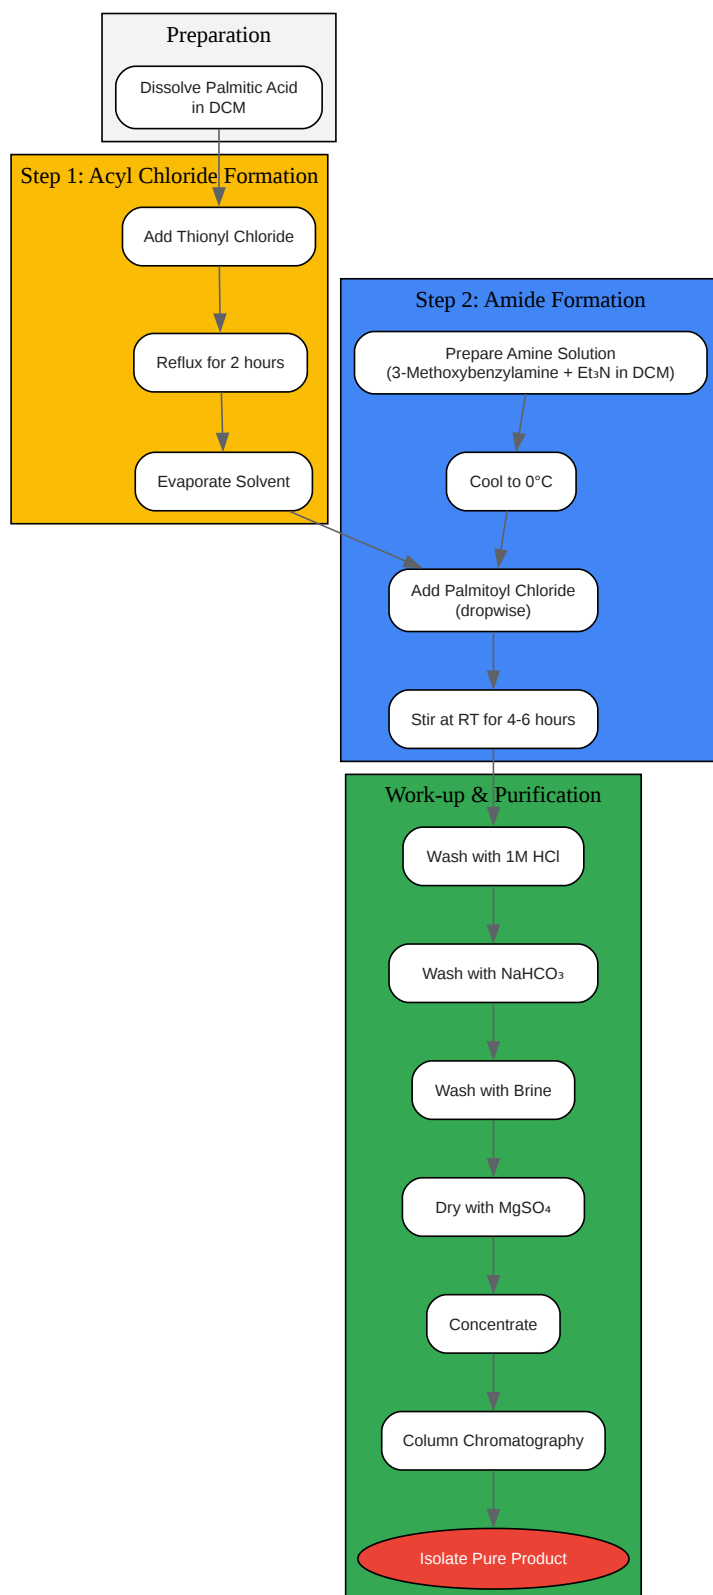 Preparation
Dissolve Palmitic Acid
in DCM
Step 1: Acyl Chloride Formation
Add Thionyl Chloride
Reflux for 2 hours
Evaporate Solvent
Step 2: Amide Formation
Prepare Amine Solution
(3-Methoxybenzylamine + Et₃N in DCM)
Cool to 0°C
Add Palmitoyl Chloride
(dropwise)
Stir at RT for 4-6 hours
Work-up & Purification
Wash with 1M HCl
Wash with NaHCO₃
Wash with Brine
Dry with MgSO₄
Concentrate
Column Chromatography
Isolate Pure Product